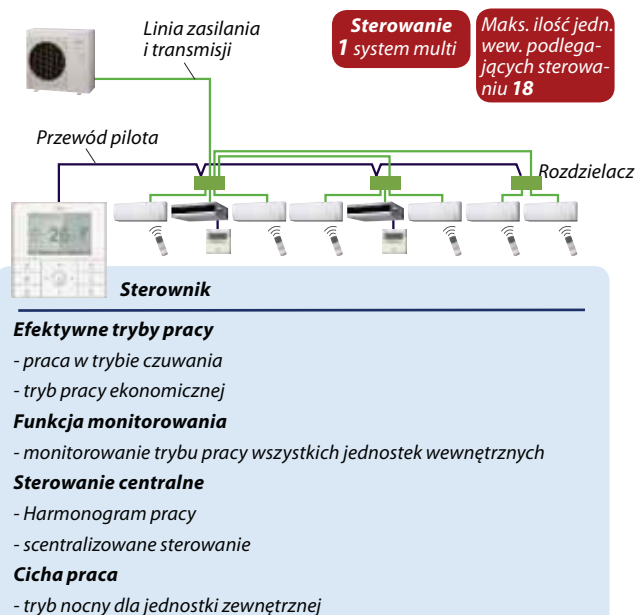 Linia zasilania
i transmisji
Sterowanie
1 system multi
Maks. ilość jedn.
wew. podlega-
jących sterowa-
niu 18
Przewód pilota
Rozdzielacz
Sterownik
Efektywne tryby pracy
- praca w trybie czuwania
- tryb pracy ekonomicznej
Funkcja monitorowania
- monitorowanie trybu pracy wszystkich jednostek wewnętrznych
Sterowanie centralne
- Harmonogram pracy
- scentralizowane sterowanie
Cicha praca
- tryb nocny dla jednostki zewnętrznej